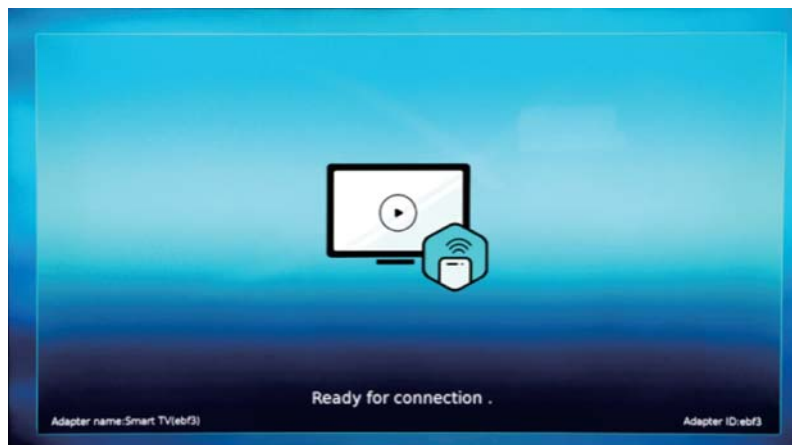 Ready for connection .
Adapter name:Smart TV(ebf3)
Adapter ID:ebf3